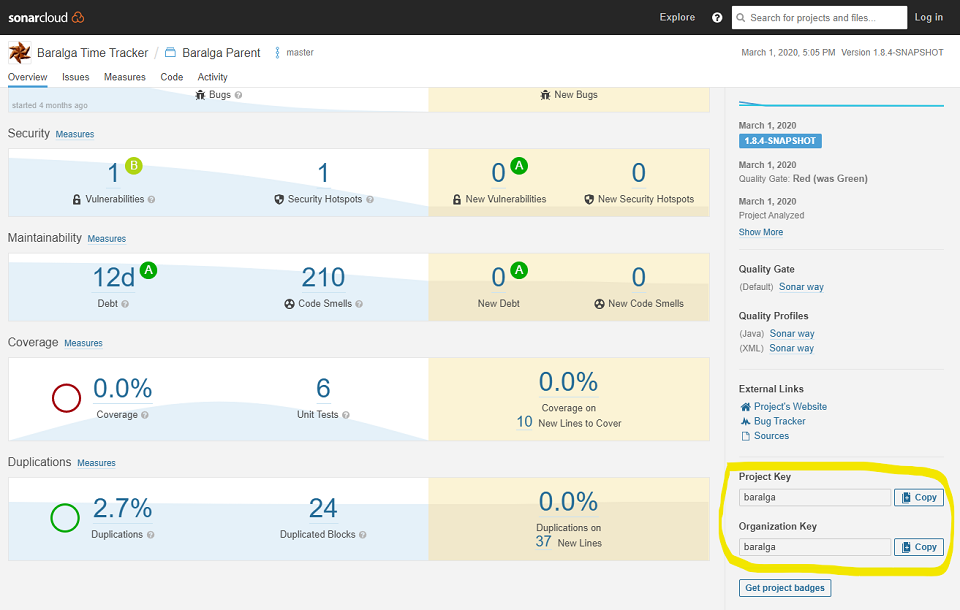 sonarcloud
Explore
Search for projects and files...
Log in
Baralga Time Tracker / Baralga Parent master
March 1, 2020, 5:05 PM Version 1.8.4-SNAPSHOT
Overview Issues Measures Code Activity
started 4 months ago
Bugs
New Bugs
Security Measures
1 B
Vulnerabilities
1
Security Hotspots
0 A
New Vulnerabilities
0
New Security Hotspots
Maintainability Measures
12d A
Debt
210
Code Smells
0 A
New Debt
0
New Code Smells
Coverage Measures
0.0%
Coverage
6
Unit Tests
0.0%
Coverage on
10 New Lines to Cover
Duplications Measures
2.7%
Duplications
24
Duplicated Blocks
0.0%
Duplications on
37 New Lines
March 1, 2020
1.8.4-SNAPSHOT
March 1, 2020
Quality Gate: Red (was Green)
March 1, 2020
Project Analyzed
Show More
Quality Gate
(Default) Sonar way
Quality Profiles
(Java) Sonar way
(XML) Sonar way
External Links
Project's Website
Bug Tracker
Sources
Project Key
baralga Copy
Organization Key
baralga Copy
Get project badges